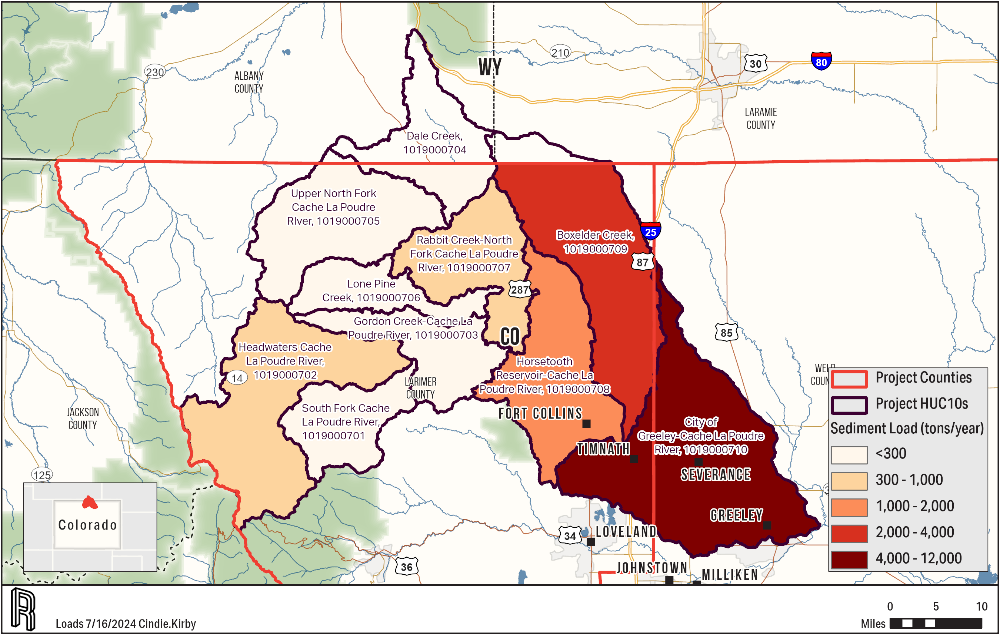 210
30
80
WY
230
ALBANY
COUNTY
LARAMIE
COUNTY
Dale Creek,
1019000704
Upper North Fork
Cache La Poudre
RIver, 1019000705
Boxelder Creek,
1019000709
25
87
Rabbit Creek-North
Fork Cache La Poudre
River, 1019000707
Lone Pine
Creek, 1019000706
287
Gordon Creek-Cache La
Poudre River, 1019000703
CO
85
Headwaters Cache
La Poudre River,
1019000702
14
LARIMER
COUNTY
Horsetooth
Reservoir-Cache La
Poudre River, 1019000708
FORT COLLINS
South Fork Cache
La Poudre River,
1019000701
JACKSON
COUNTY
City of
Greeley-Cache La Poudre
River, 1019000710
TIMNATH
SEVERANCE
GREELEY
125
34
LOVELAND
36
JOHNSTOWN
MILLIKEN
Colorado
Project Counties
Project HUC10s
Sediment Load (tons/year)
<300
300 - 1,000
1,000 - 2,000
2,000 - 4,000
4,000 - 12,000
Loads 7/16/2024 Cindie.Kirby
0 5 10
Miles